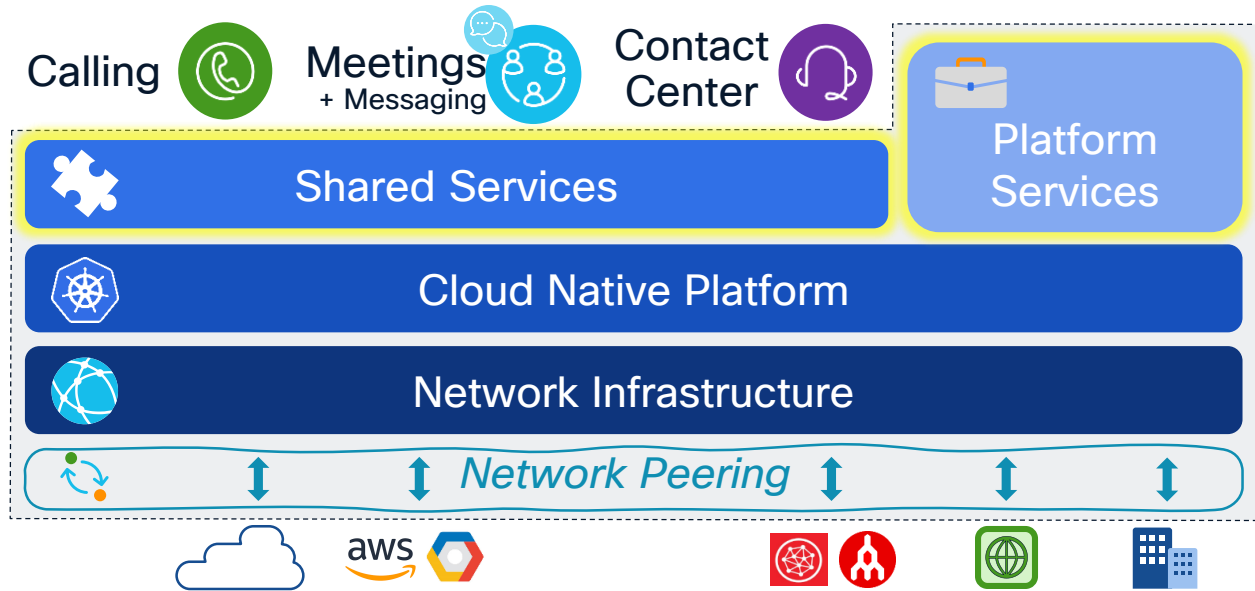 Calling
Meetings
+ Messaging
Contact
Center
Platform
Services
Shared Services
Cloud Native Platform
Network Infrastructure
Network Peering
aws